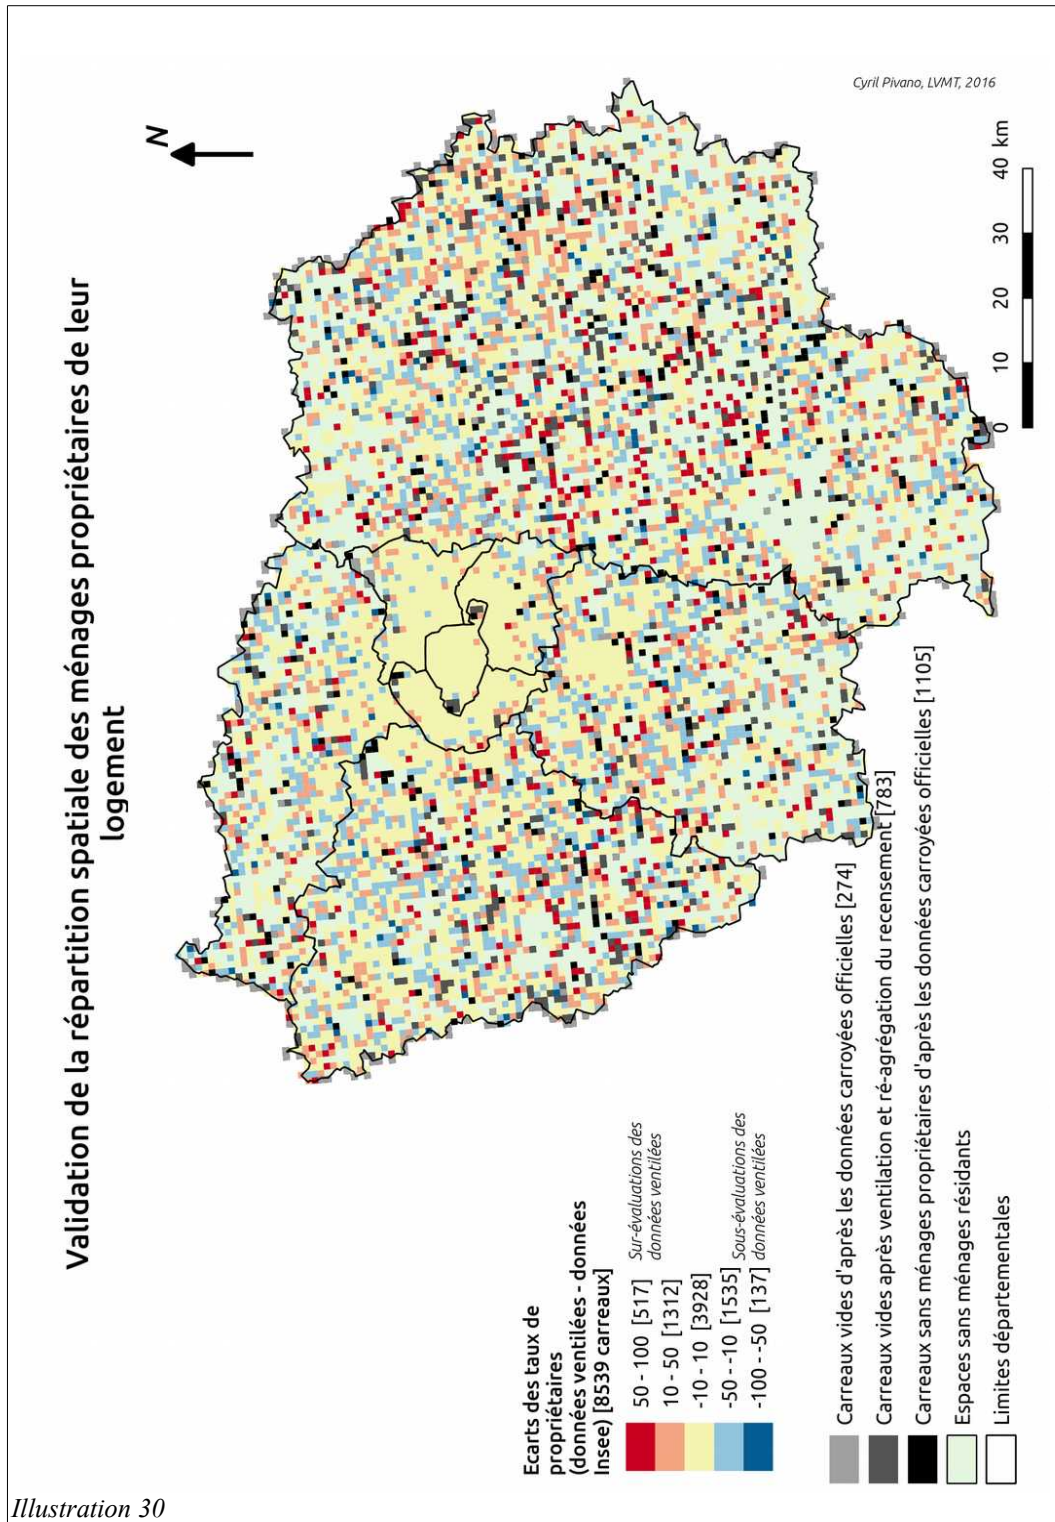 Validation de la répartition spatiale des ménages propriétaires de leur
logement
N
Cyril Pivano, LVMT, 2016
0 10 20 30 40 km
Ecarts des taux de
propriétaires
(données ventilées - données
Insee) [8539 carreaux]
50 - 100 [517]
10 - 50 [1312]
-10 - 10 [3928]
-50 - -10 [1535]
-100 - -50 [137]
Sur-évaluations des
données ventilées
Sous-évaluations des
données ventilées
Carreaux vides d'après les données carroyées officielles [274]
Carreaux vides après ventilation et ré-agrégation du recensement [783]
Carreaux sans ménages propriétaires d'après les données carroyées officielles [1105]
Espaces sans ménages résidants
Limites départementales
Illustration 30